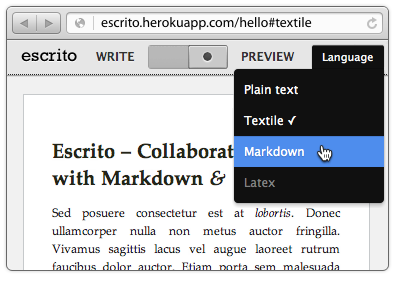 escrito.herokuapp.com/hello#textile
escrito WRITE PREVIEW Language
Plain text
Textile ✓
Markdown
Latex
Escrito – Collaborat
with Markdown &
Sed posuere consectetur est at lobortis. Donec
ullamcorper nulla non metus auctor fringilla.
Vivamus sagittis lacus vel augue laoreet rutrum
faucibus dolor auctor. Etiam porta sem malesuada